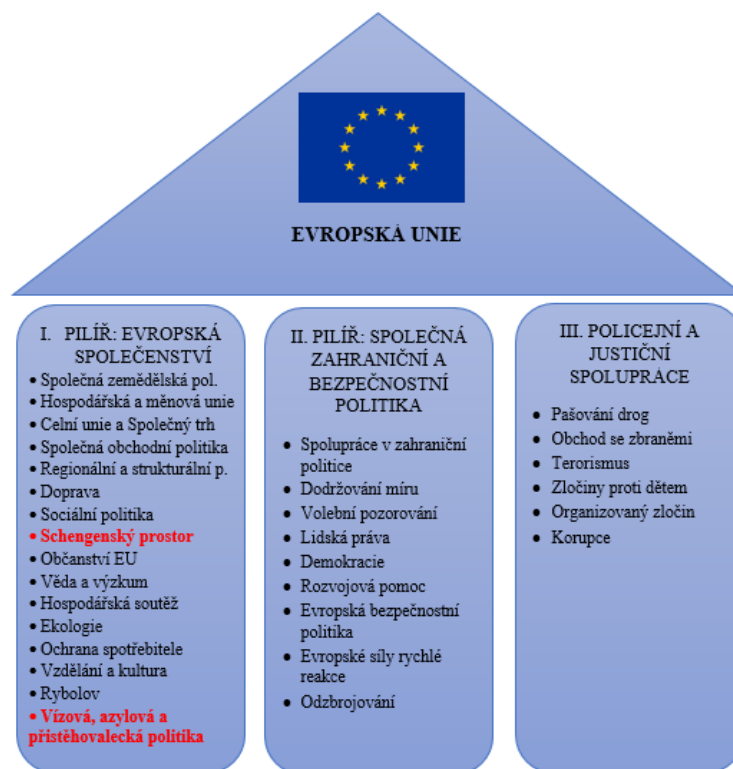 EVROPSKÁ UNIE
I. PILÍŘ: EVROPSKÁ
SPOLEČENSTVÍ
• Společná zemědělská pol.
• Hospodářská a měnová unie
• Celní unie a Společný trh
• Společná obchodní politika
• Regionální a strukturální p.
• Doprava
• Sociální politika
• Schengenský prostor
• Občanství EU
• Věda a výzkum
• Hospodářská soutěž
• Ekologie
• Ochrana spotřebitele
• Vzdělání a kultura
• Rybolov
• Vízová, azylová a
přistěhovalecká politika
II. PILÍŘ: SPOLEČNÁ
ZAHRANIČNÍ A
BEZPEČNOSTNÍ
POLITIKA
• Spolupráce v zahraniční
politice
• Dodržování míru
• Volební pozorování
• Lidská práva
• Demokracie
• Rozvojová pomoc
• Evropská bezpečnostní
politika
• Evropské síly rychlé
reakce
• Odzbrojování
III. POLICEJNÍ A
JUSTIČNÍ
SPOLUPRÁCE
• Pašování drog
• Obchod se zbraněmi
• Terorismus
• Zločiny proti dětem
• Organizovaný zločin
• Korupce